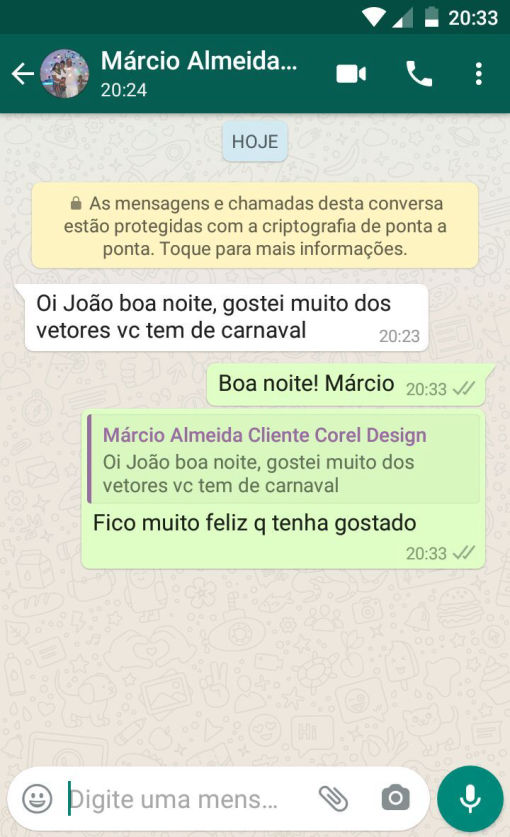 20:33
Márcio Almeida...
20:24
HOJE
As mensagens e chamadas desta conversa
estão protegidas com a criptografia de ponta a
ponta. Toque para mais informações.
Oi João boa noite, gostei muito dos
vetores vc tem de carnaval
20:23
Boa noite! Márcio 20:33
Márcio Almeida Cliente Corel Design
Oi João boa noite, gostei muito dos
vetores vc tem de carnaval
Fico muito feliz q tenha gostado
20:33
Digite uma mens...